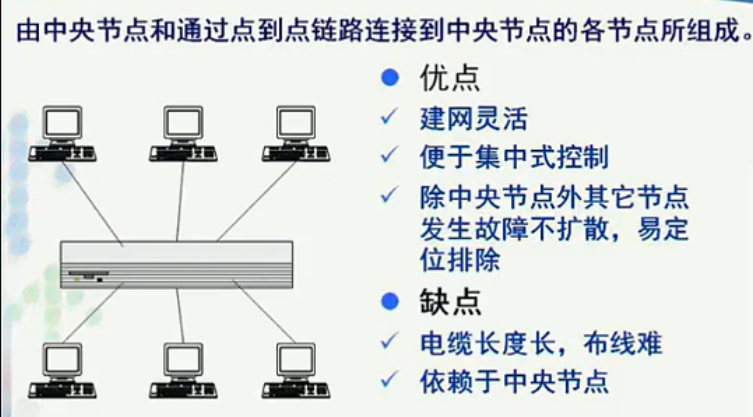 由中央节点和通过点到点链路连接到中央节点的各节点所组成。
优点
建网灵活
便于集中式控制
除中央节点外其它节点
发生故障不扩散，易定
位排除
缺点
电缆长度长，布线难
依赖于中央节点